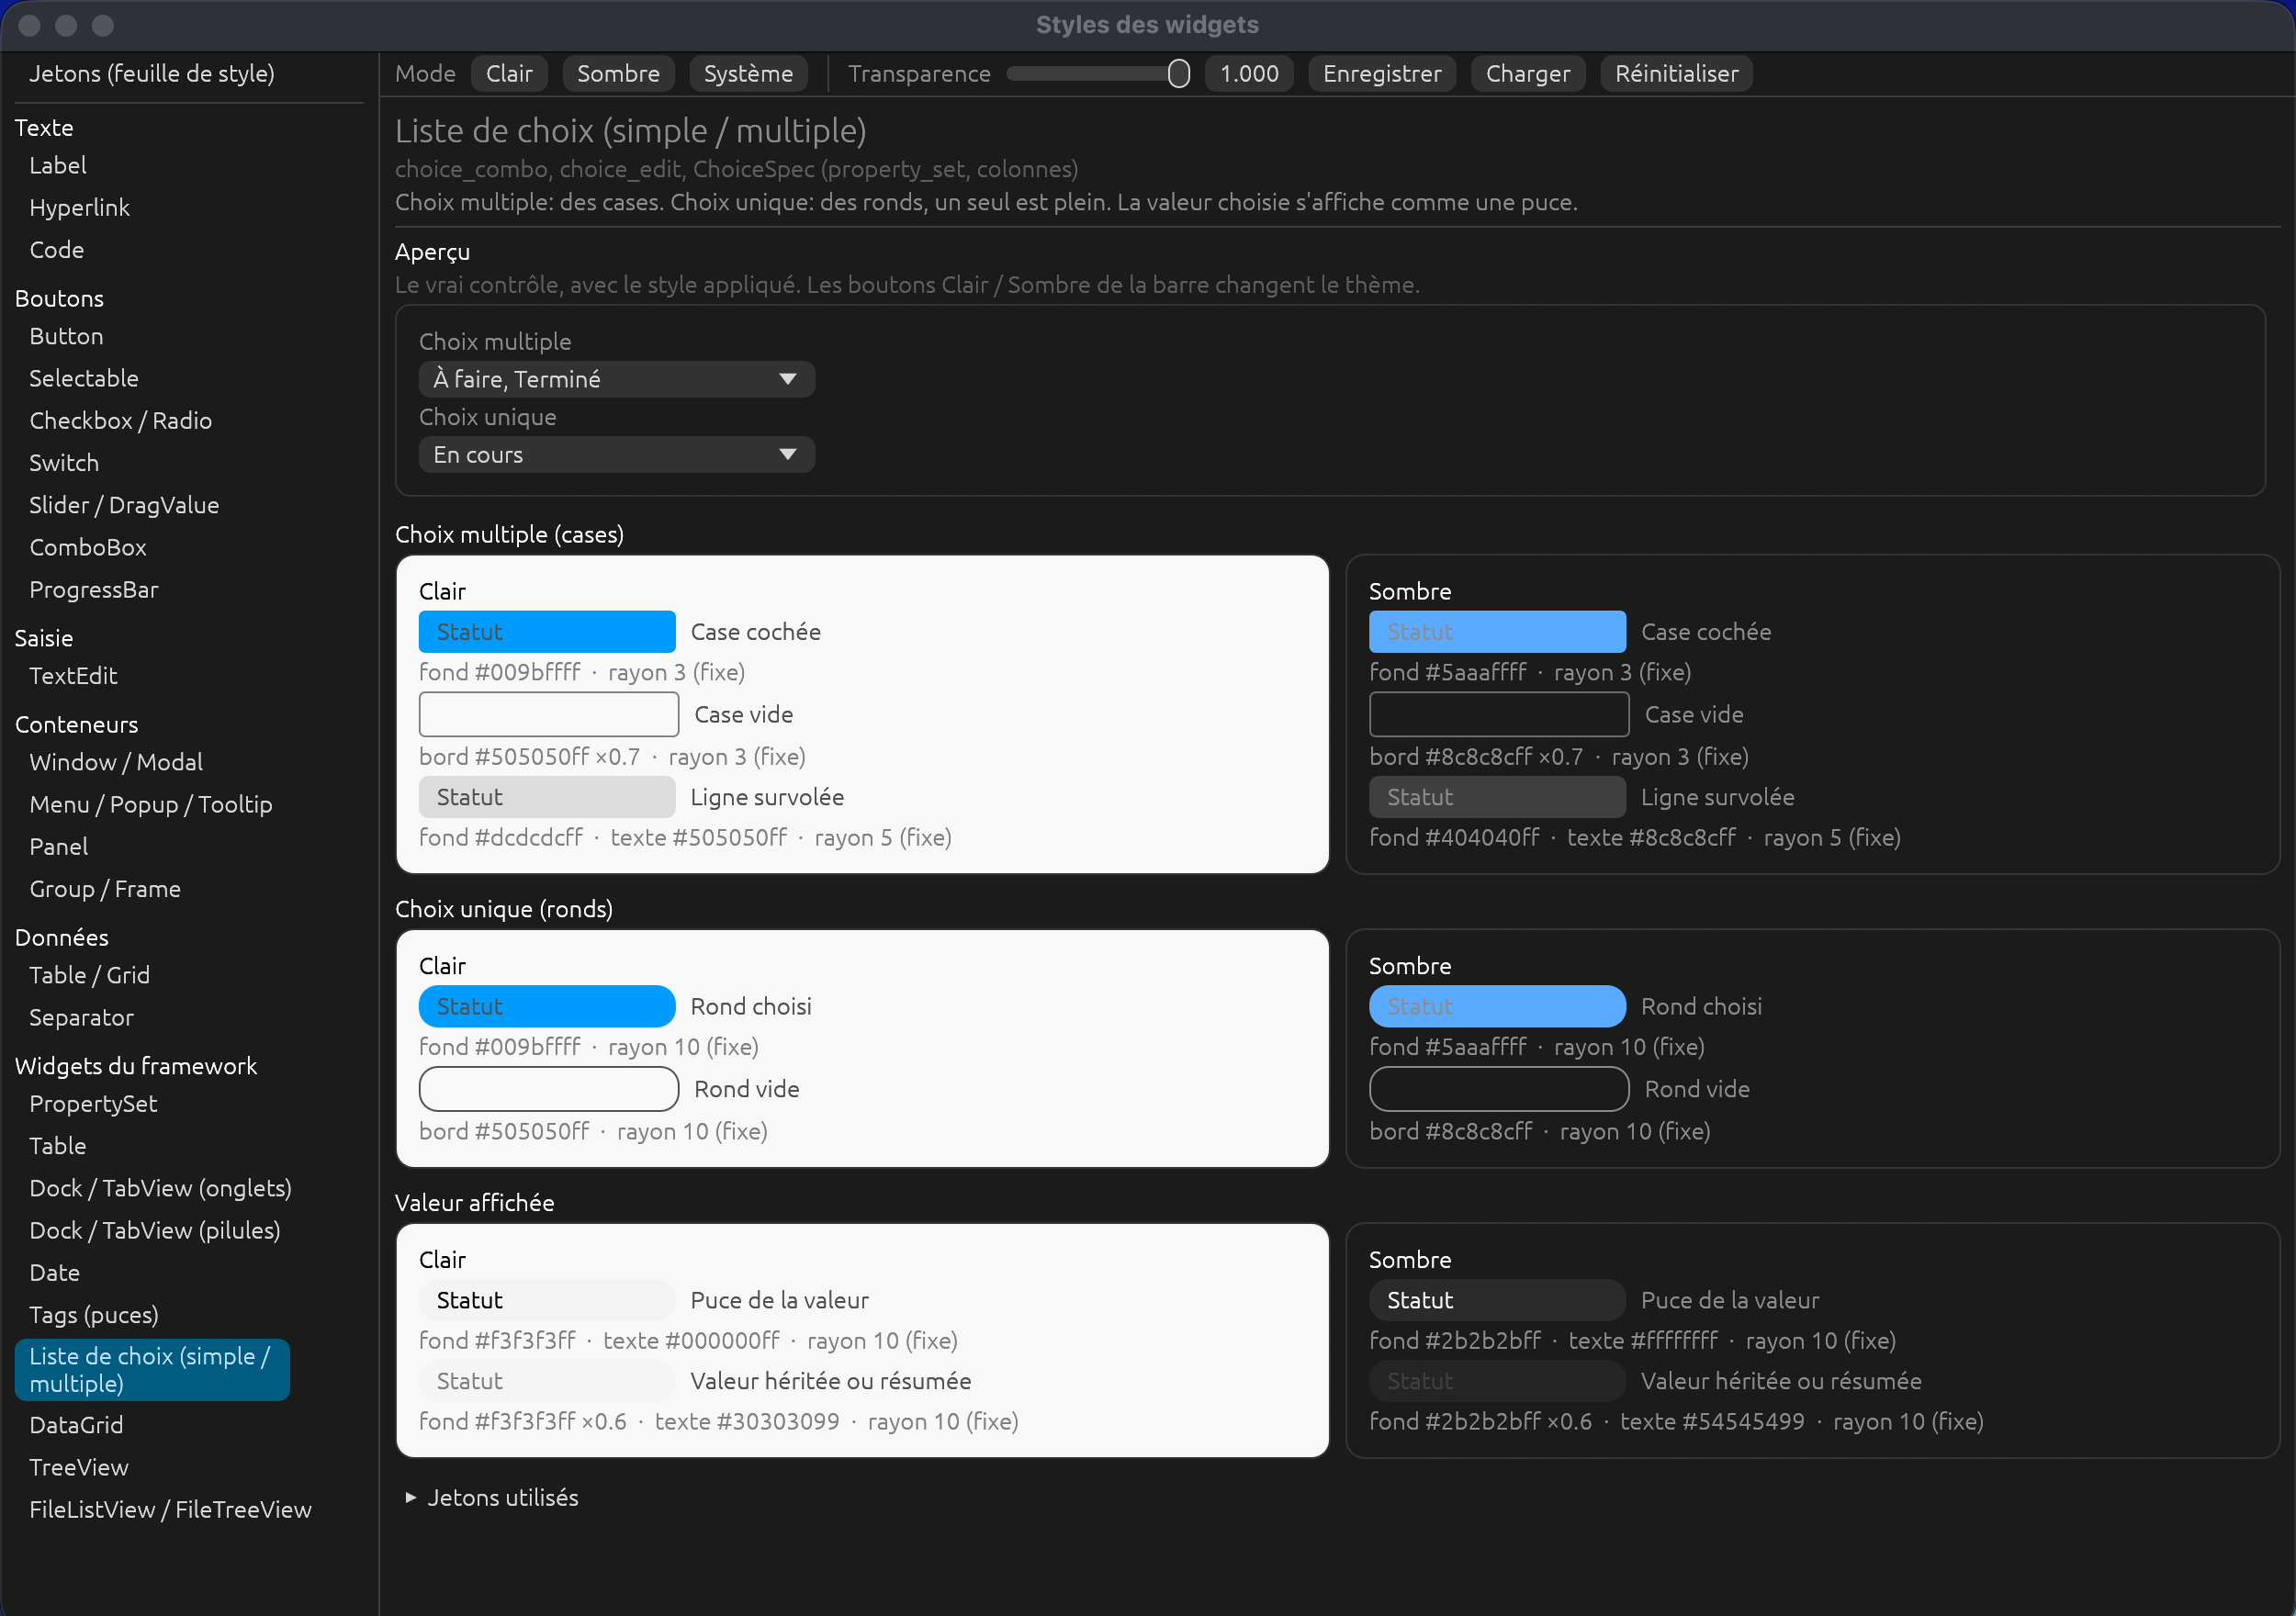 Styles des widgets
Jetons (feuille de style)
Texte
Label
Hyperlink
Code
Boutons
Button
Selectable
Checkbox / Radio
Switch
Slider / DragValue
ComboBox
ProgressBar
Saisie
TextEdit
Conteneurs
Window / Modal
Menu / Popup / Tooltip
Panel
Group / Frame
Données
Table / Grid
Separator
Widgets du framework
PropertySet
Table
Dock / TabView (onglets)
Dock / TabView (pilules)
Date
Tags (puces)
Liste de choix (simple /
multiple)
DataGrid
TreeView
FileListView / FileTreeView
Mode Clair Sombre Système Transparence 1.000 Enregistrer Charger Réinitialiser
Liste de choix (simple / multiple)
choice_combo, choice_edit, ChoiceSpec (property_set, colonnes)
Choix multiple: des cases. Choix unique: des ronds, un seul est plein. La valeur choisie s'affiche comme une puce.
Aperçu
Le vrai contrôle, avec le style appliqué. Les boutons Clair / Sombre de la barre changent le thème.
Choix multiple
À faire, Terminé
Choix unique
En cours
Choix multiple (cases)
Clair
Statut Case cochée
fond #009bffff · rayon 3 (fixe)
Case vide
bord #505050ff ×0.7 · rayon 3 (fixe)
Statut Ligne survolée
fond #dcdcdcff · texte #505050ff · rayon 5 (fixe)
Sombre
Statut Case cochée
fond #5aaaffff · rayon 3 (fixe)
Case vide
bord #8c8c8cff ×0.7 · rayon 3 (fixe)
Statut Ligne survolée
fond #404040ff · texte #8c8c8cff · rayon 5 (fixe)
Choix unique (ronds)
Clair
Statut Rond choisi
fond #009bffff · rayon 10 (fixe)
Rond vide
bord #505050ff · rayon 10 (fixe)
Sombre
Statut Rond choisi
fond #5aaaffff · rayon 10 (fixe)
Rond vide
bord #8c8c8cff · rayon 10 (fixe)
Valeur affichée
Clair
Statut Puce de la valeur
fond #f3f3f3ff · texte #000000ff · rayon 10 (fixe)
Statut Valeur héritée ou résumée
fond #f3f3f3ff ×0.6 · texte #30303099 · rayon 10 (fixe)
Sombre
Statut Puce de la valeur
fond #2b2b2bff · texte #ffffffff · rayon 10 (fixe)
Statut Valeur héritée ou résumée
fond #2b2b2bff ×0.6 · texte #54545499 · rayon 10 (fixe)
Jetons utilisés